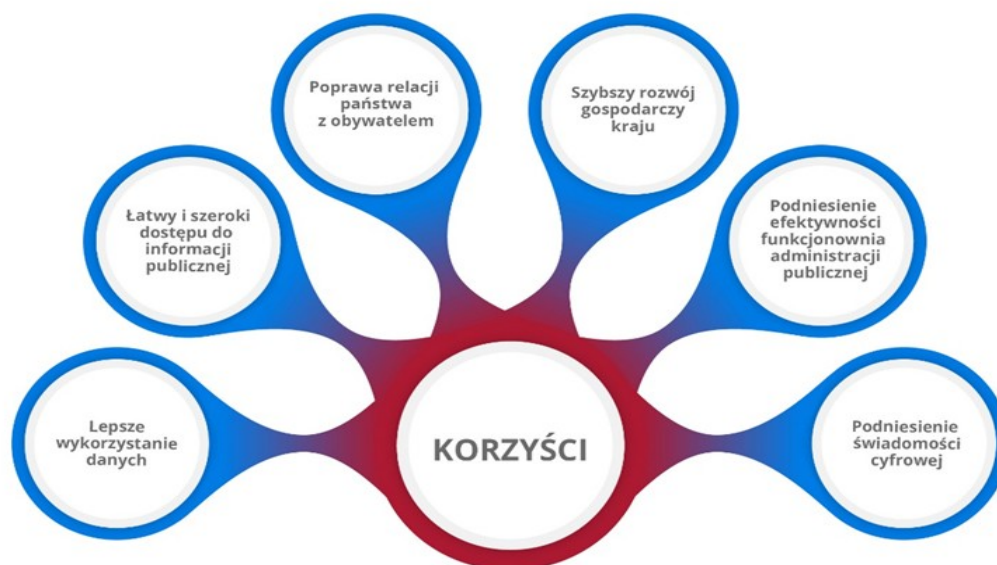 Poprawa relacji
państwa
z obywatelem
Szybszy rozwój
gospodarczy
kraju
Łatwy i szeroki
dostępu do
informacji
publicznej
Podniesienie
efektywności
funkcjonownia
administracji
publicznej
Lepsze
wykorzystanie
danych
KORZYŚCI
Podniesienie
świadomości
cyfrowej